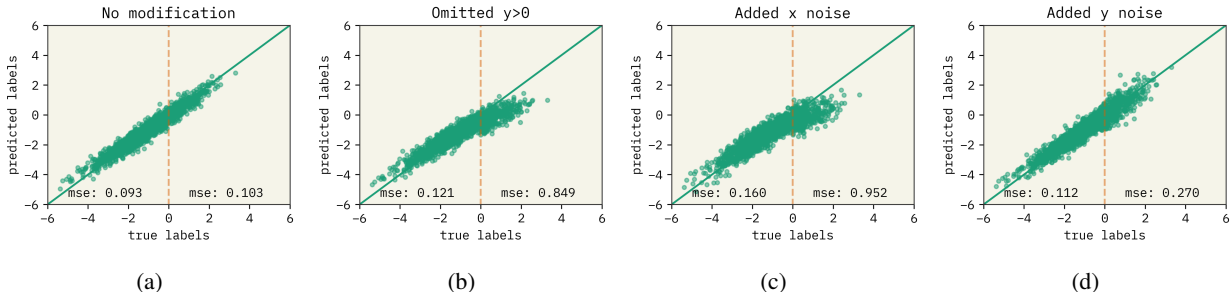 No modification
6
4
2
0
−2
−4
−6
predicted labels
mse: 0.093 mse: 0.103
−6 −4 −2 0 2 4 6
true labels
(a)
Omitted y>0
6
4
2
0
−2
−4
−6
predicted labels
mse: 0.121 mse: 0.849
−6 −4 −2 0 2 4 6
true labels
(b)
Added x noise
6
4
2
0
−2
−4
−6
predicted labels
mse: 0.160 mse: 0.952
−6 −4 −2 0 2 4 6
true labels
(c)
Added y noise
6
4
2
0
−2
−4
−6
predicted labels
mse: 0.112 mse: 0.270
−6 −4 −2 0 2 4 6
true labels
(d)